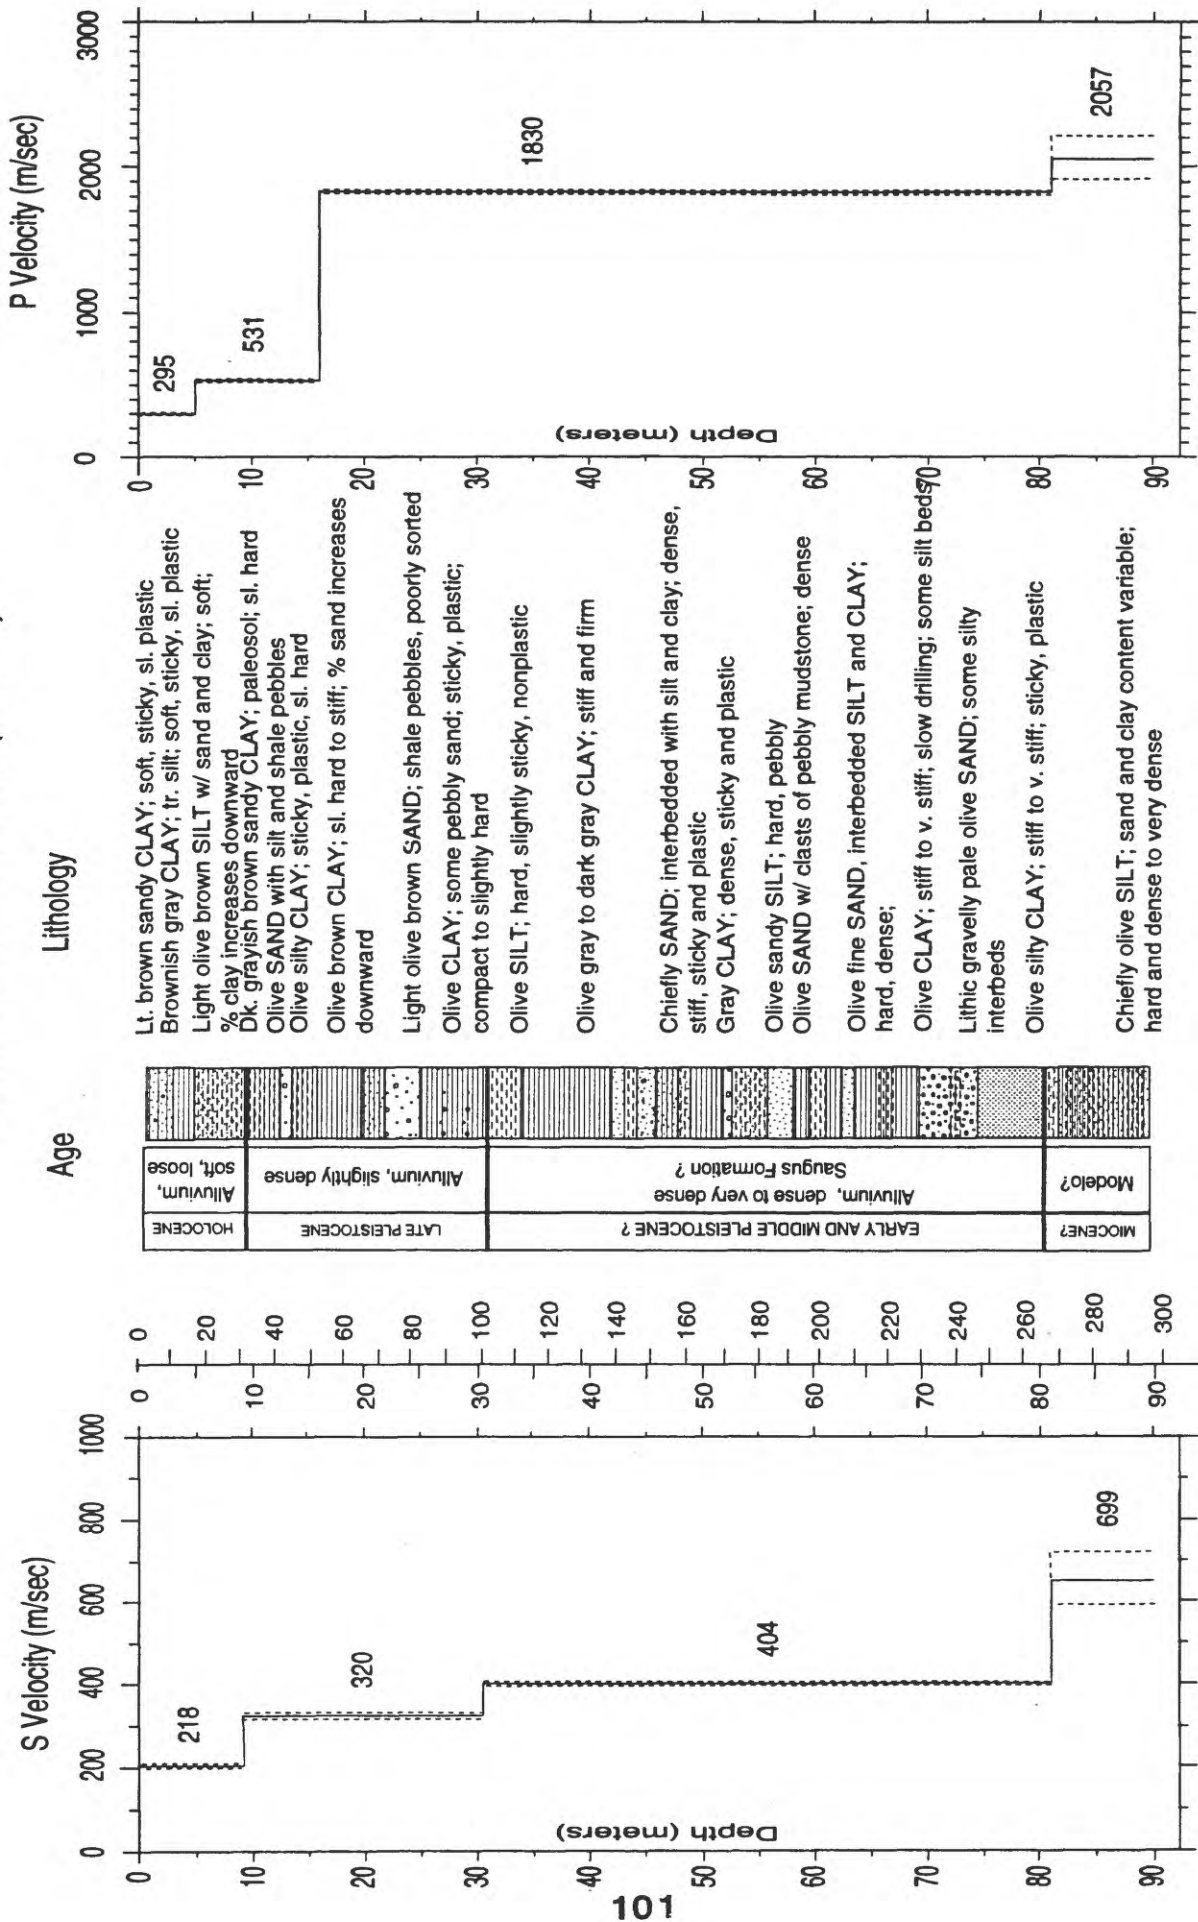 S Velocity (m/sec)
0 200 400 600 800 1000
218
320
404
699
Depth (meters)
0 10 20 30 40 50 60 70 80 90
0 10 20 30 40 50 60 70 80 90
0 20 40 60 80 100 120 140 160 180 200 220 240 260 280 300
Age
HOLOCENE
LATE PLEISTOCENE
EARLY AND MIDDLE PLEISTOCENE ?
MIOCENE?
Alluvium,
soft, loose
Alluvium, slightly dense
Alluvium, dense to very dense
Saugus Formation ?
Modelo?
Lithology
Lt. brown sandy CLAY; soft, sticky, sl. plastic
Brownish gray CLAY; tr. silt; soft, sticky, sl. plastic
Light olive brown SILT w/ sand and clay; soft;
% clay increases downward
Dk. grayish brown sandy CLAY; paleosol; sl. hard
Olive SAND with silt and shale pebbles
Olive silty CLAY; sticky, plastic, sl. hard
Olive brown CLAY; sl. hard to stiff; % sand increases
downward
Light olive brown SAND; shale pebbles, poorly sorted
Olive CLAY; some pebbly sand; sticky, plastic;
compact to slightly hard
Olive SILT; hard, slightly sticky, nonplastic
Olive gray to dark gray CLAY; stiff and firm
Chiefly SAND; interbedded with silt and clay; dense,
stiff, sticky and plastic
Gray CLAY; dense, sticky and plastic
Olive sandy SILT; hard, pebbly
Olive SAND w/ clasts of pebbly mudstone; dense
Olive fine SAND, interbedded SILT and CLAY;
hard, dense;
Olive CLAY; stiff to v. stiff; slow drilling; some silt beds
Lithic gravelly pale olive SAND; some silty
interbeds
Olive silty CLAY; stiff to v. stiff; sticky, plastic
Chiefly olive SILT; sand and clay content variable;
hard and dense to very dense
P Velocity (m/sec)
0 1000 2000 3000
295
531
1830
2057
Depth (meters)
0 10 20 30 40 50 60 70 80 90
101